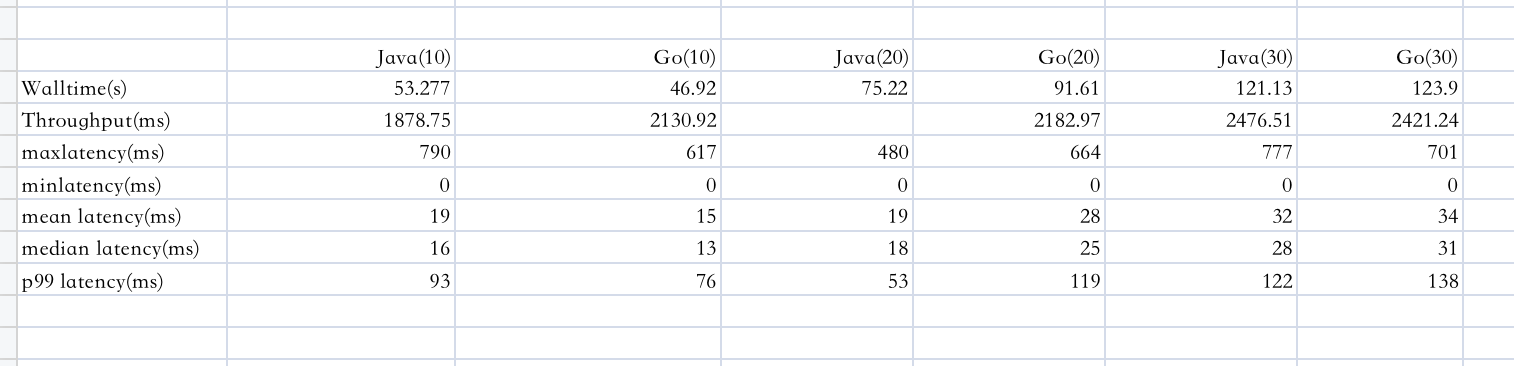 Java(10) Go(10) Java(20) Go(20) Java(30) Go(30)
Walltime(s) 53.277 46.92 75.22 91.61 121.13 123.9
Throughput(ms) 1878.75 2130.92 2182.97 2476.51 2421.24
maxlatency(ms) 790 617 480 664 777 701
minlatency(ms) 0 0 0 0 0 0
mean latency(ms) 19 15 19 28 32 34
median latency(ms) 16 13 18 25 28 31
p99 latency(ms) 93 76 53 119 122 138